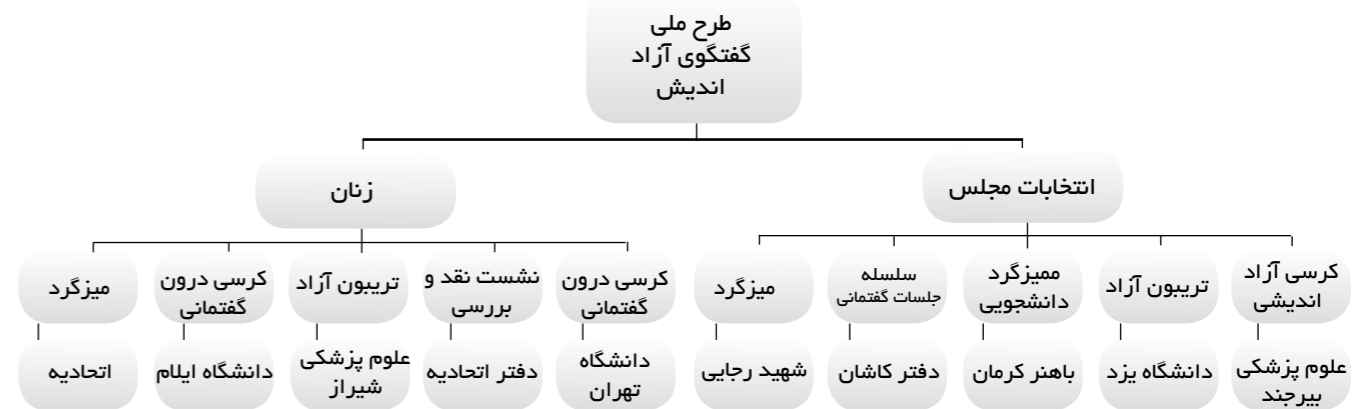 طرح ملی
گفتگوی آزاد
اندیش
انتخابات مجلس
زنان
کرسی آزاد
اندیشی
تریبون آزاد
ممیزگرد
دانشجویی
سلسله
جلسات گفتمانی
میزگرد
کرسی درون
گفتمانی
نشست نقد و
بررسی
تریبون آزاد
کرسی درون
گفتمانی
میزگرد
علوم پزشکی
بیرجند
دانشگاه یزد
باهنر کرمان
دفتر کاشان
شهید رجایی
دانشگاه
تهران
دفتر اتحادیه
علوم پزشکی
شیراز
دانشگاه ایلام
اتحادیه